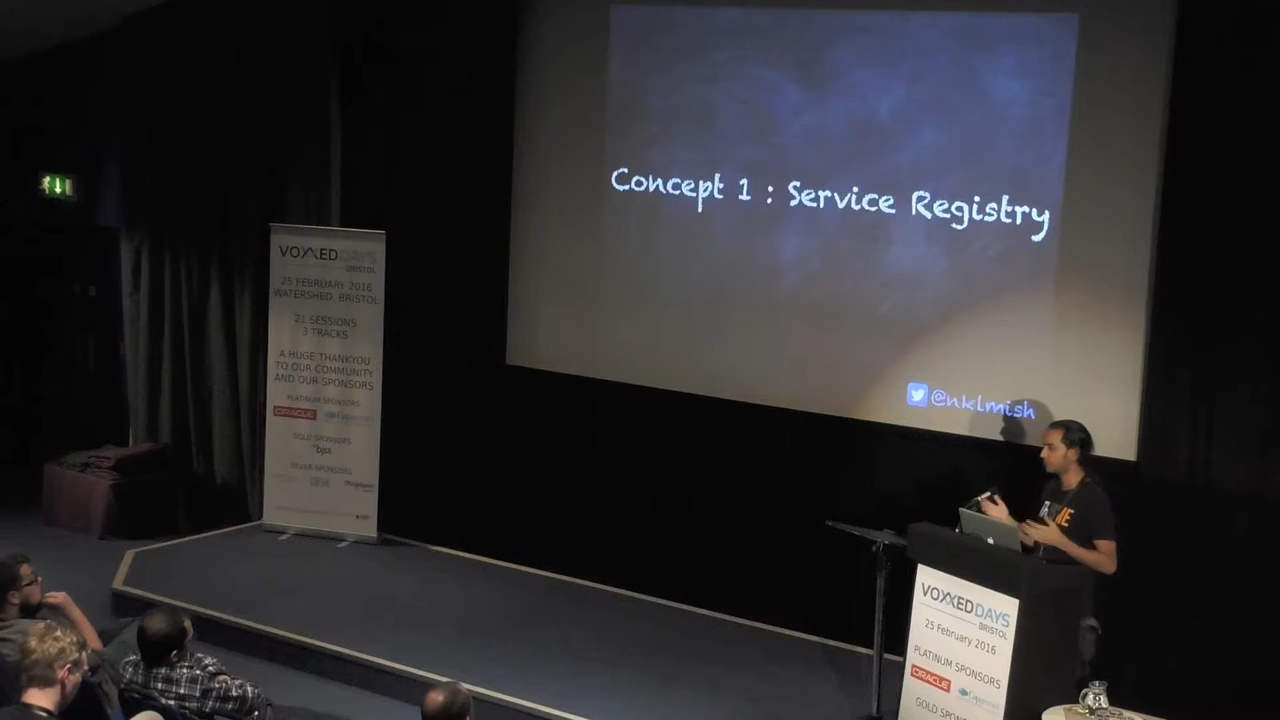 Concept 1 : Service Registry
@nklmish
VOXXED DAYS
BRISTOL
25 FEBRUARY 2016
WATERSHED, BRISTOL
21 SESSIONS
3 TRACKS
A HUGE THANKYOU
TO OUR COMMUNITY
AND OUR SPONSORS
PLATINUM SPONSORS
ORACLE
GOLD SPONSORS
bjss
SILVER SPONSORS
VOXXED DAYS
BRISTOL
25 February 2016
PLATINUM SPONSORS
ORACLE
GOLD